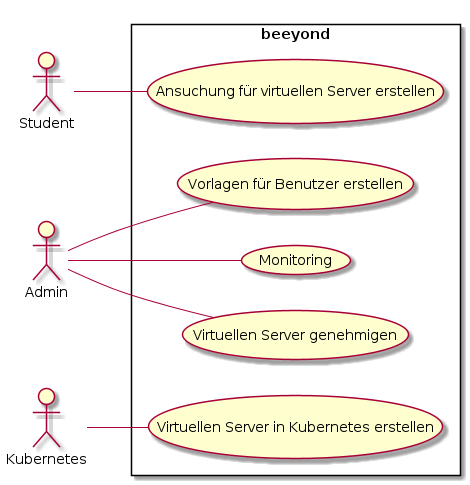 beeyond
Student
Ansuchung für virtuellen Server erstellen
Vorlagen für Benutzer erstellen
Admin
Monitoring
Virtuellen Server genehmigen
Kubernetes
Virtuellen Server in Kubernetes erstellen